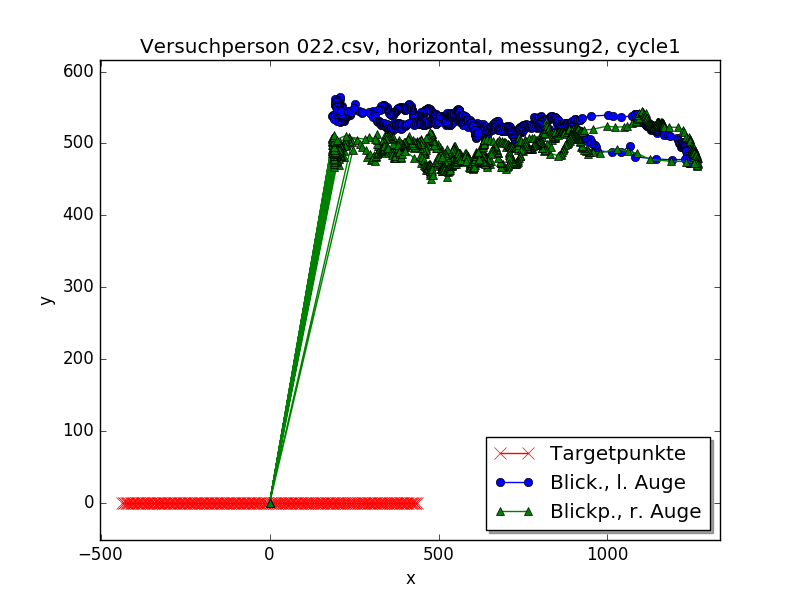 Versuchperson 022.csv, horizontal, messung2, cycle1
600
500
400
300
200
100
0
y
−500
0
500
1000
x
Targetpunkte
Blick., l. Auge
Blickp., r. Auge